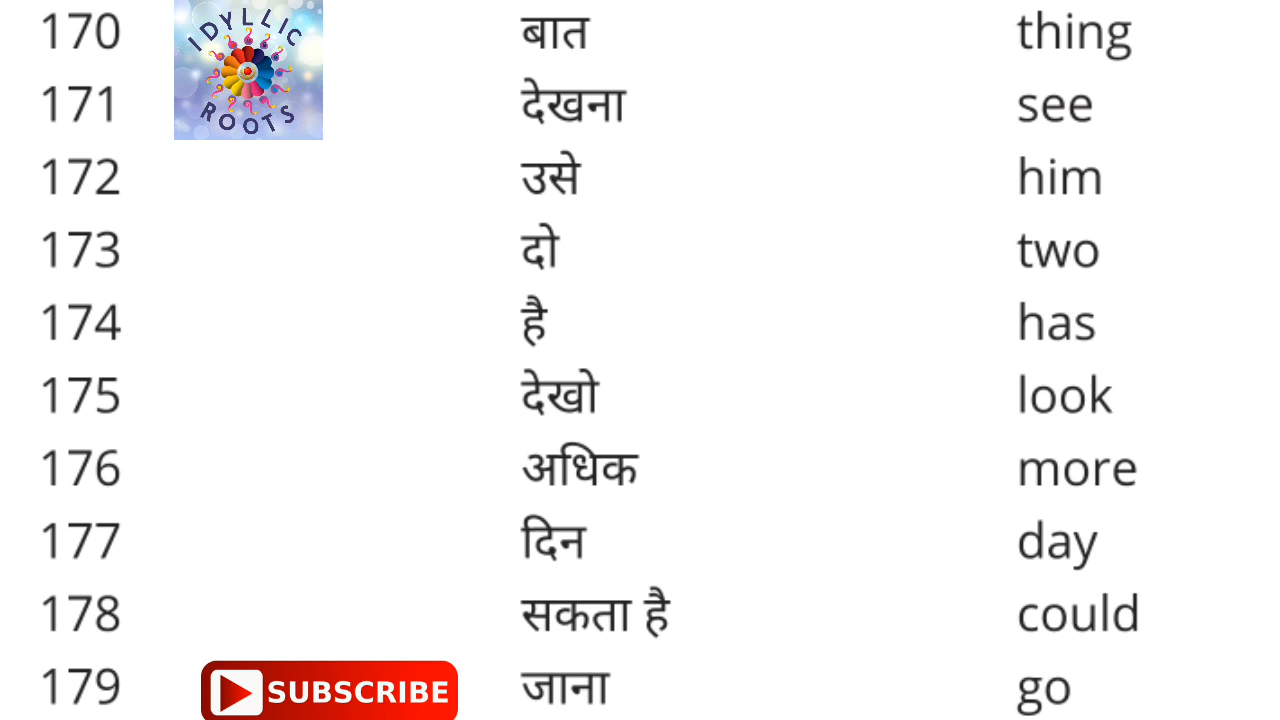 170 बात thing
IDYLLIC
ROOTS
171 देखना see
172 उसे him
173 दो two
174 है has
175 देखो look
176 अधिक more
177 दिन day
178 सकता है could
179 जाना go
SUBSCRIBE